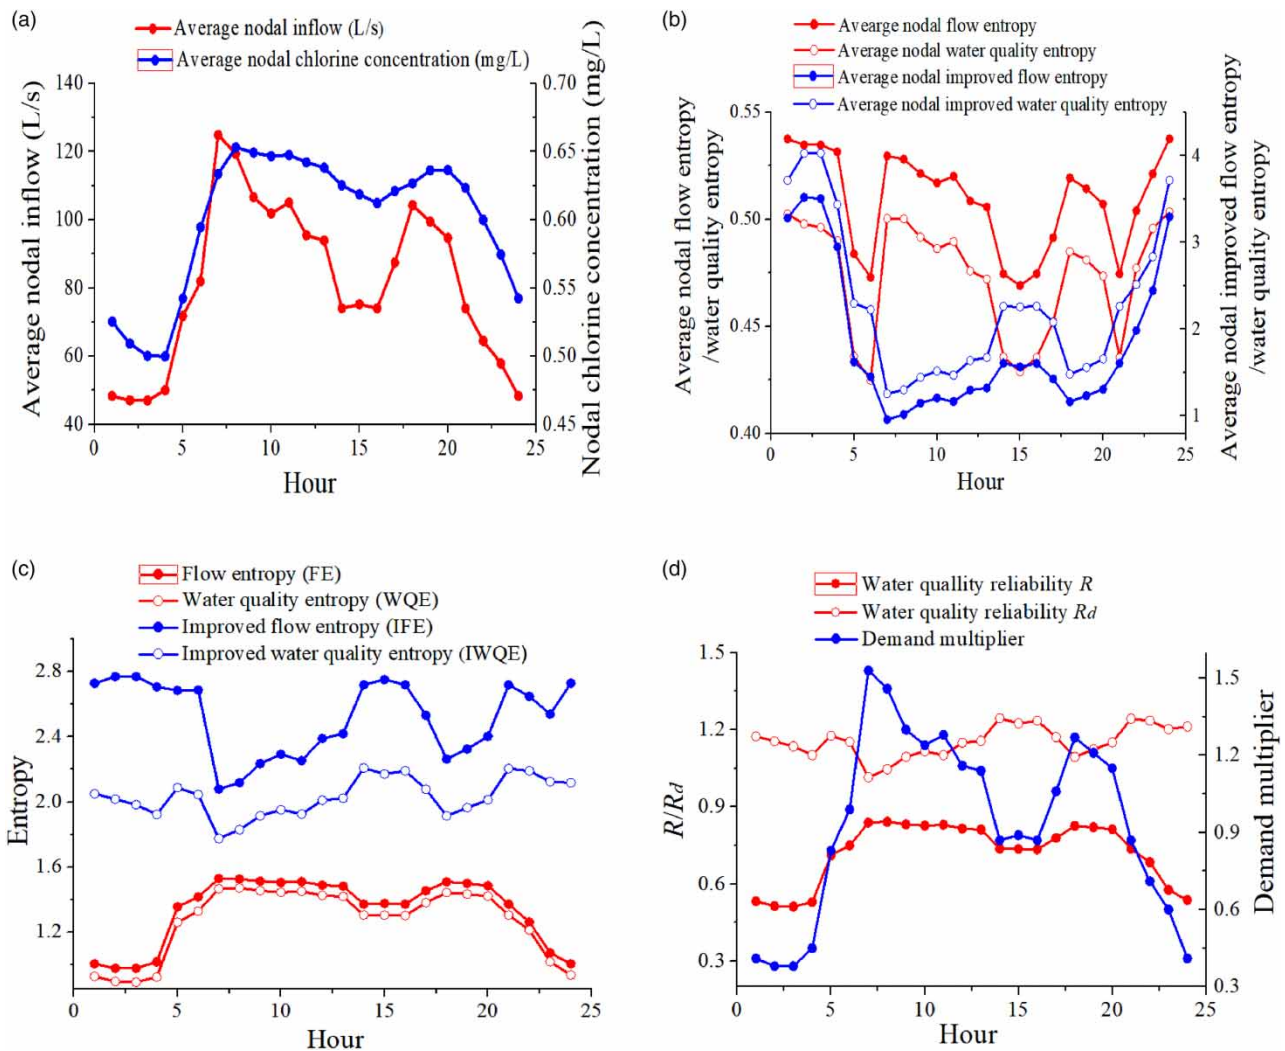 (a)
Average nodal inflow (L/s)
Average nodal chlorine concentration (mg/L)
Average nodal inflow (L/s)
140
120
100
80
60
40
0.70
0.65
0.60
0.55
0.50
0.45
Nodal chlorine concentration (mg/L)
0 5 10 15 20 25
Hour
(b)
Avearge nodal flow entropy
Average nodal water quality entropy
Average nodal improved flow entropy
Average nodal improved water quality entropy
Average nodal flow entropy
/water quality entropy
0.55
0.50
0.45
0.40
4
3
2
1
Average nodal improved flow entropy
/water quality entropy
0 5 10 15 20 25
Hour
(c)
Flow entropy (FE)
Water quality entropy (WQE)
Improved flow entropy (IFE)
Improved water quality entropy (IWQE)
Entropy
2.8
2.4
2.0
1.6
1.2
0 5 10 15 20 25
Hour
(d)
Water quallity reliability R
Water quality reliability Rd
Demand multiplier
R/Rd
1.5
1.2
0.9
0.6
0.3
1.5
1.2
0.9
0.6
0.3
Demand multiplier
0 5 10 15 20 25
Hour